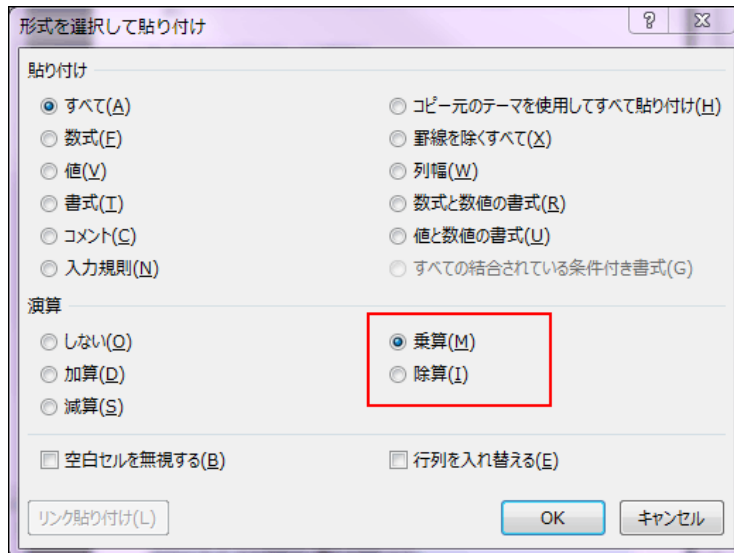 形式を選択して貼り付け
貼り付け
すべて(A)
コピー元のテーマを使用してすべて貼り付け(H)
数式(F)
罫線を除くすべて(X)
値(V)
列幅(W)
書式(T)
数式と数値の書式(R)
コメント(C)
値と数値の書式(U)
入力規則(N)
すべての結合されている条件付き書式(G)
演算
しない(O)
乗算(M)
加算(D)
除算(I)
減算(S)
空白セルを無視する(B)
行列を入れ替える(E)
リンク貼り付け(L)
OK
キャンセル